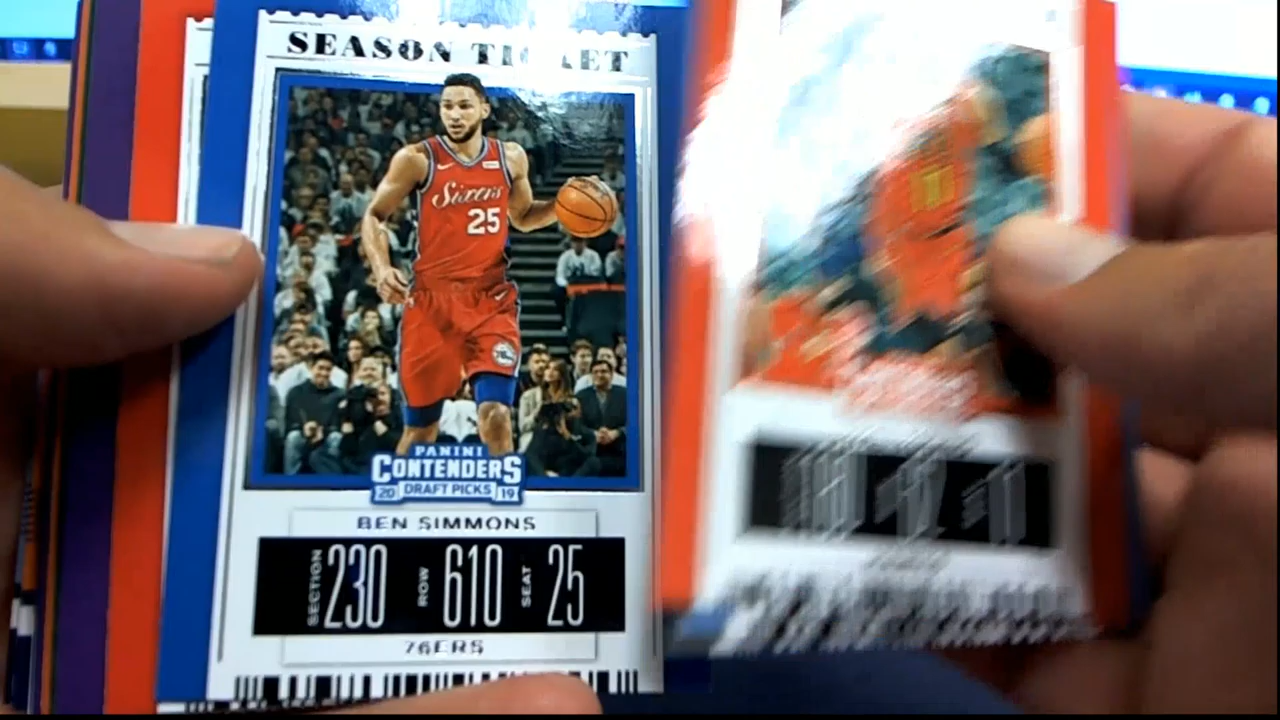 SEASON TICKET
Sixers
25
PANINI
CONTENDERS
20 DRAFT PICKS 19
BEN SIMMONS
SECTION 230 ROW 610 SEAT 25
76ERS